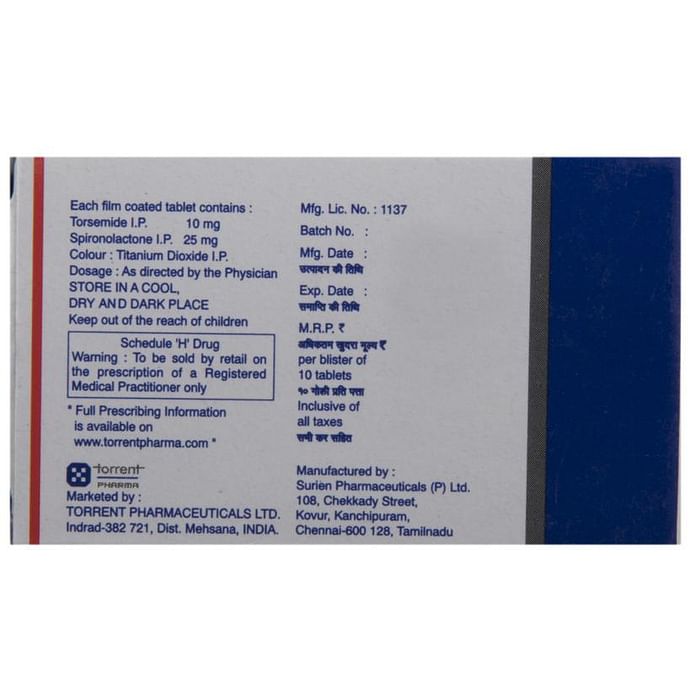 Each film coated tablet contains :
Torsemide I.P. 10 mg
Spironolactone I.P. 25 mg
Colour : Titanium Dioxide I.P.
Dosage : As directed by the Physician
STORE IN A COOL,
DRY AND DARK PLACE
Keep out of the reach of children
Schedule 'H' Drug
Warning : To be sold by retail on
the prescription of a Registered
Medical Practitioner only
* Full Prescribing Information
is available on
www.torrentpharma.com *
torrent
PHARMA
Marketed by :
TORRENT PHARMACEUTICALS LTD.
Indrad-382 721, Dist. Mehsana, INDIA.
Mfg. Lic. No. : 1137
Batch No. :
Mfg. Date :
उत्पादन की तिथि
Exp. Date :
समाप्ति की तिथि
M.R.P. ₹
अधिकतम खुदरा मूल्य ₹
per blister of
10 tablets
१० गोली प्रति पत्ता
Inclusive of
all taxes
सभी कर सहित
Manufactured by :
Surien Pharmaceuticals (P) Ltd.
108, Chekkady Street,
Kovur, Kanchipuram,
Chennai-600 128, Tamilnadu